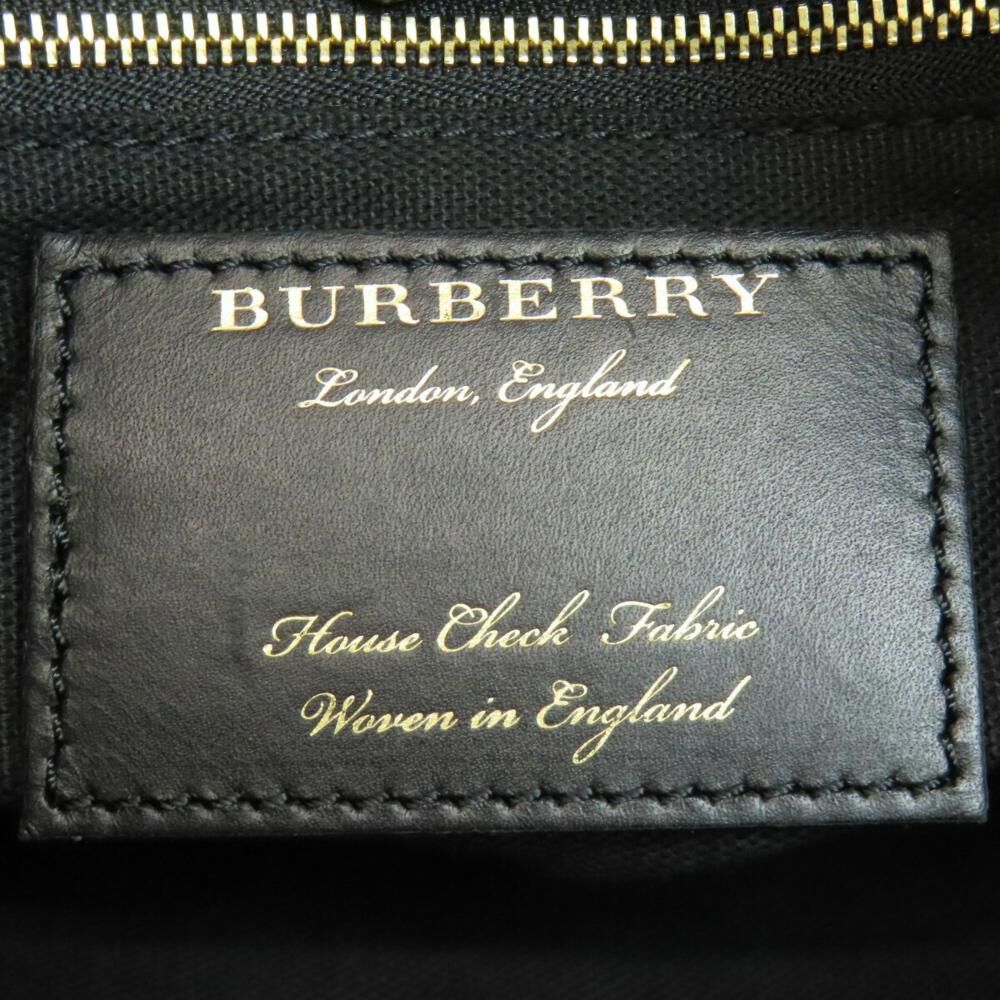 BURBERRY
London, England
House Check Fabric
Woven in England